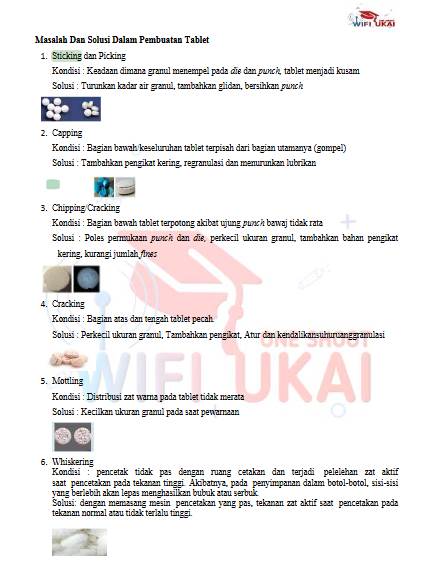 WIFI UKAI
Masalah Dan Solusi Dalam Pembuatan Tablet
1. Sticking dan Picking
Kondisi : Keadaan dimana granul menempel pada die dan punch, tablet menjadi kusam
Solusi : Turunkan kadar air granul, tambahkan glidan, bersihkan punch
2. Capping
Kondisi : Bagian bawah/keseluruhan tablet terpisah dari bagian utamanya (gompel)
Solusi : Tambahkan pengikat kering, regranulasi dan menurunkan lubrikan
3. Chipping/Cracking
Kondisi : Bagian bawah tablet terpotong akibat ujung punch bawaj tidak rata
Solusi : Poles permukaan punch dan die, perkecil ukuran granul, tambahkan bahan pengikat
kering, kurangi jumlah fines
4. Cracking
Kondisi : Bagian atas dan tengah tablet pecah
Solusi : Perkecil ukuran granul, Tambahkan pengikat, Atur dan kendalikansuhuruanggranulasi
ONE SHOOT
WIFI UKAI
5. Mottling
Kondisi : Distribusi zat warna pada tablet tidak merata
Solusi : Kecilkan ukuran granul pada saat pewarnaan
6. Whiskering
Kondisi : pencetak tidak pas dengan ruang cetakan dan terjadi pelelehan zat aktif
saat pencetakan pada tekanan tinggi. Akibatnya, pada penyimpanan dalam botol-botol, sisi-sisi
yang berlebih akan lepas menghasilkan bubuk atau serbuk.
Solusi: dengan memasang mesin pencetakan yang pas, tekanan zat aktif saat pencetakan pada
tekanan normal atau tidak terlalu tinggi.